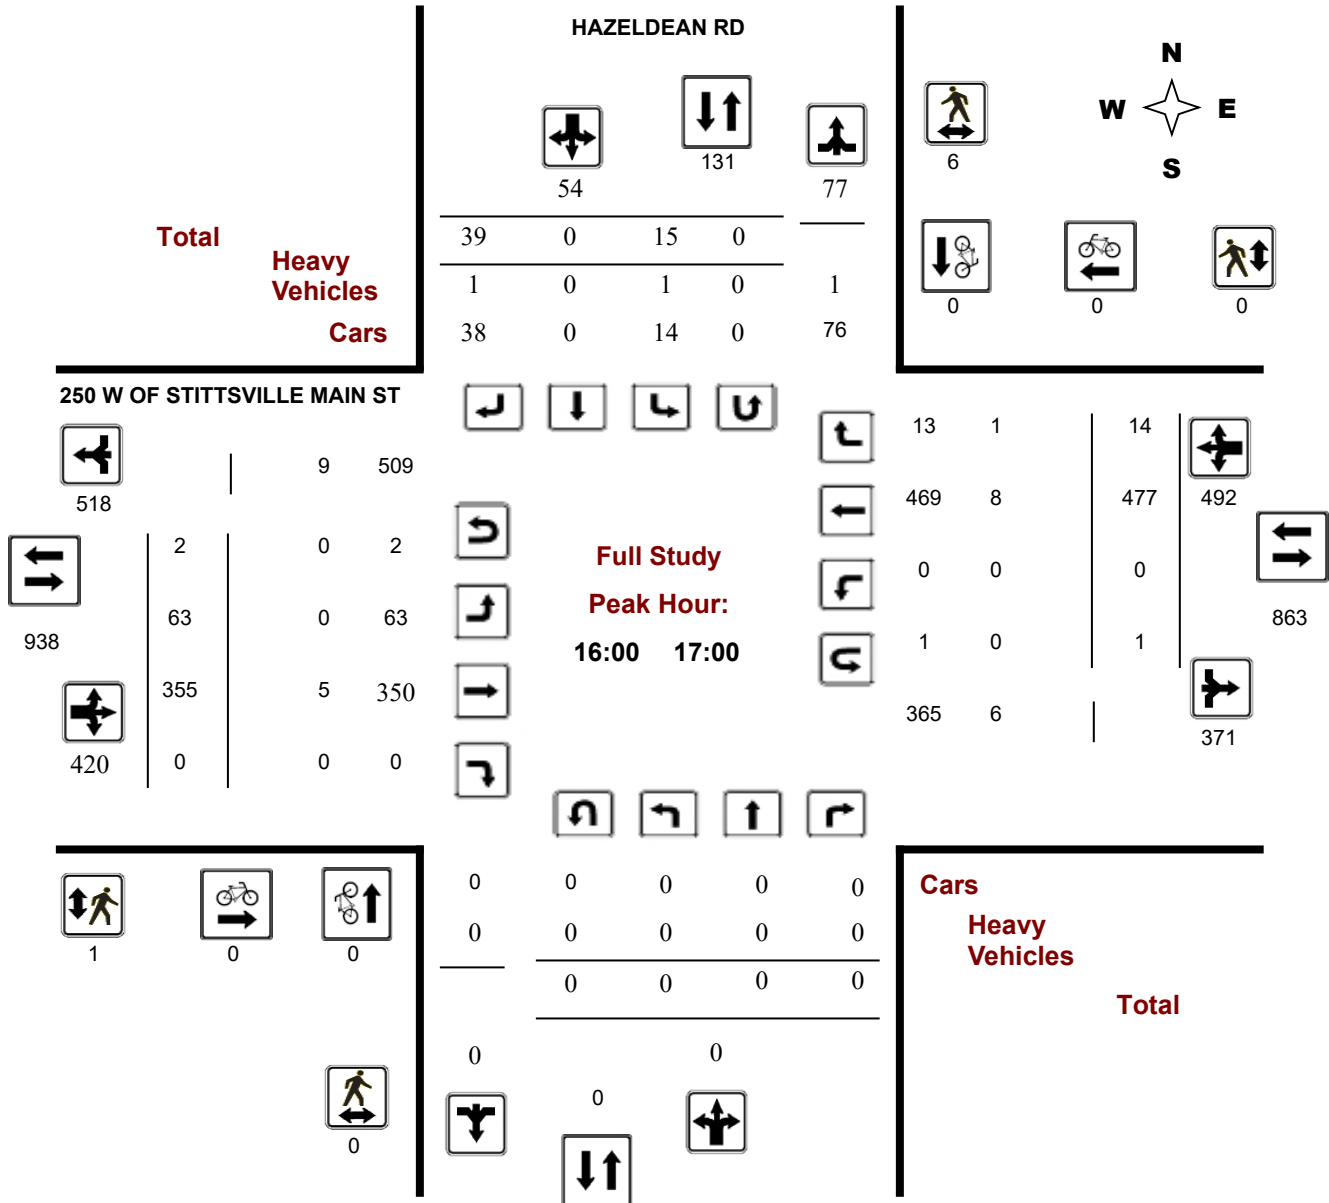 HAZELDEAN RD
N
W E
S
131
6
54
77
Total
39 0 15 0
Heavy
Vehicles
1 0 1 0 1
Cars
38 0 14 0 76
0 0 0
250 W OF STITTSVILLE MAIN ST
13 1 14
9 509
518
469 8 477 492
2 0 2
Full Study
0 0 0
Peak Hour:
63 0 63
863
938
16:00 17:00
1 0 1
355 5 350
365 6
371
420 0 0 0
0 0 0 0 0
Cars
0 0 0 0 0
Heavy
Vehicles
1 0 0
0 0 0 0
Total
0 0
0
0